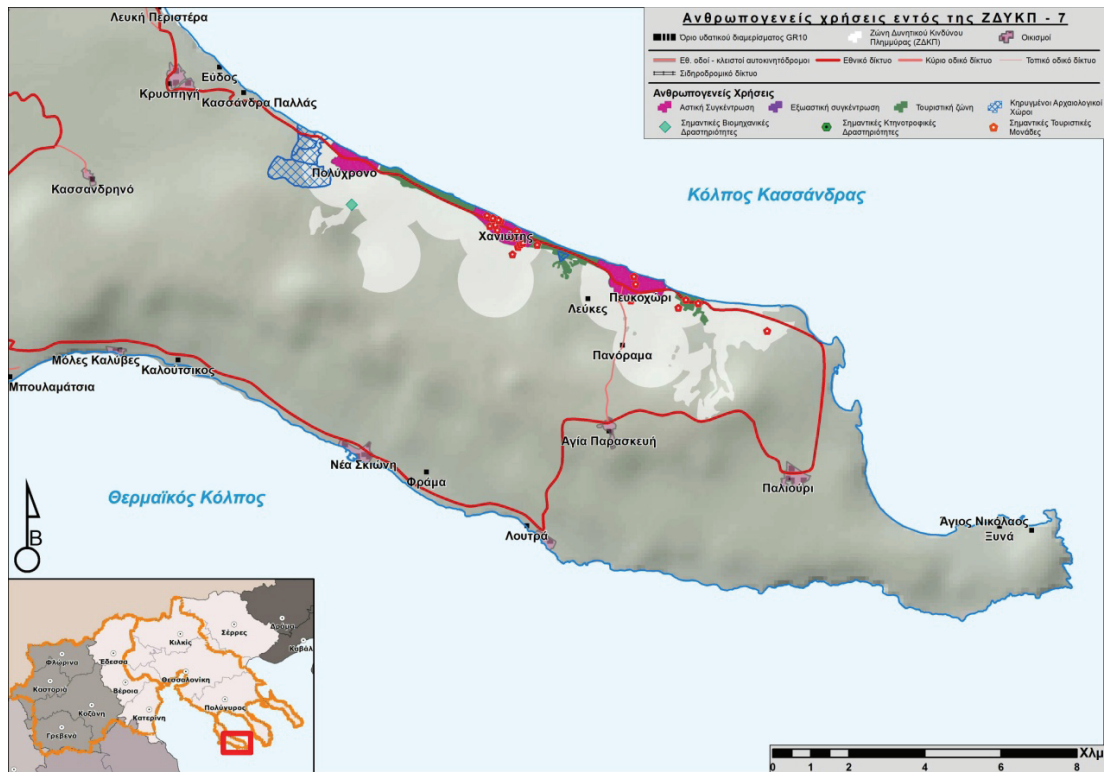 Ανθρωπογενείς χρήσεις εντός της ΖΔΥΚΠ - 7
Όριο υδατικού διαμερίσματος GR10
Ζώνη Δυνητικού Κινδύνου
Πλημμύρας (ΖΔΚΠ)
Οικισμοί
Εθ. οδοί - κλειστοί αυτοκινητόδρομοι
Εθνικό δίκτυο
Κύριο οδικό δίκτυο
Τοπικό οδικό δίκτυο
Σιδηροδρομικό δίκτυο
Ανθρωπογενείς Χρήσεις
Αστική Συγκέντρωση
Εξωαστική συγκέντρωση
Τουριστική ζώνη
Κηρυγμένοι Αρχαιολογικοί
Χώροι
Σημαντικές Βιομηχανικές
Δραστηριότητες
Σημαντικές Κτηνοτροφικές
Δραστηριότητες
Σημαντικές Τουριστικές
Μονάδες
Λευκή Περιστέρα
Εύδος
Κρυοπηγή
Κασσάνδρα Παλλάς
Κασσανδρηνό
Πολύχρονο
Κόλπος Κασσάνδρας
Χανιώτης
Πευκοχώρι
Λεύκες
Πανόραμα
Μόλες Καλύβες
Καλουτσικος
Μπουλαμάτσια
Αγία Παρασκευή
Νέα Σκιώνη
Φράμα
Παλιούρι
Θερμαϊκός Κόλπος
Λουτρά
Άγιος Νικόλαος
Ξυνά
Β
Δράμα
Σέρρες
Καβάλ
Κιλκίς
Έδεσσα
Φλώρινα
Θεσσαλονίκη
Καστοριά
Βέροια
Πολύγυρος
Κοζάνη
Κατερίνη
Γρεβενά
Χλμ
0 1 2 4 6 8